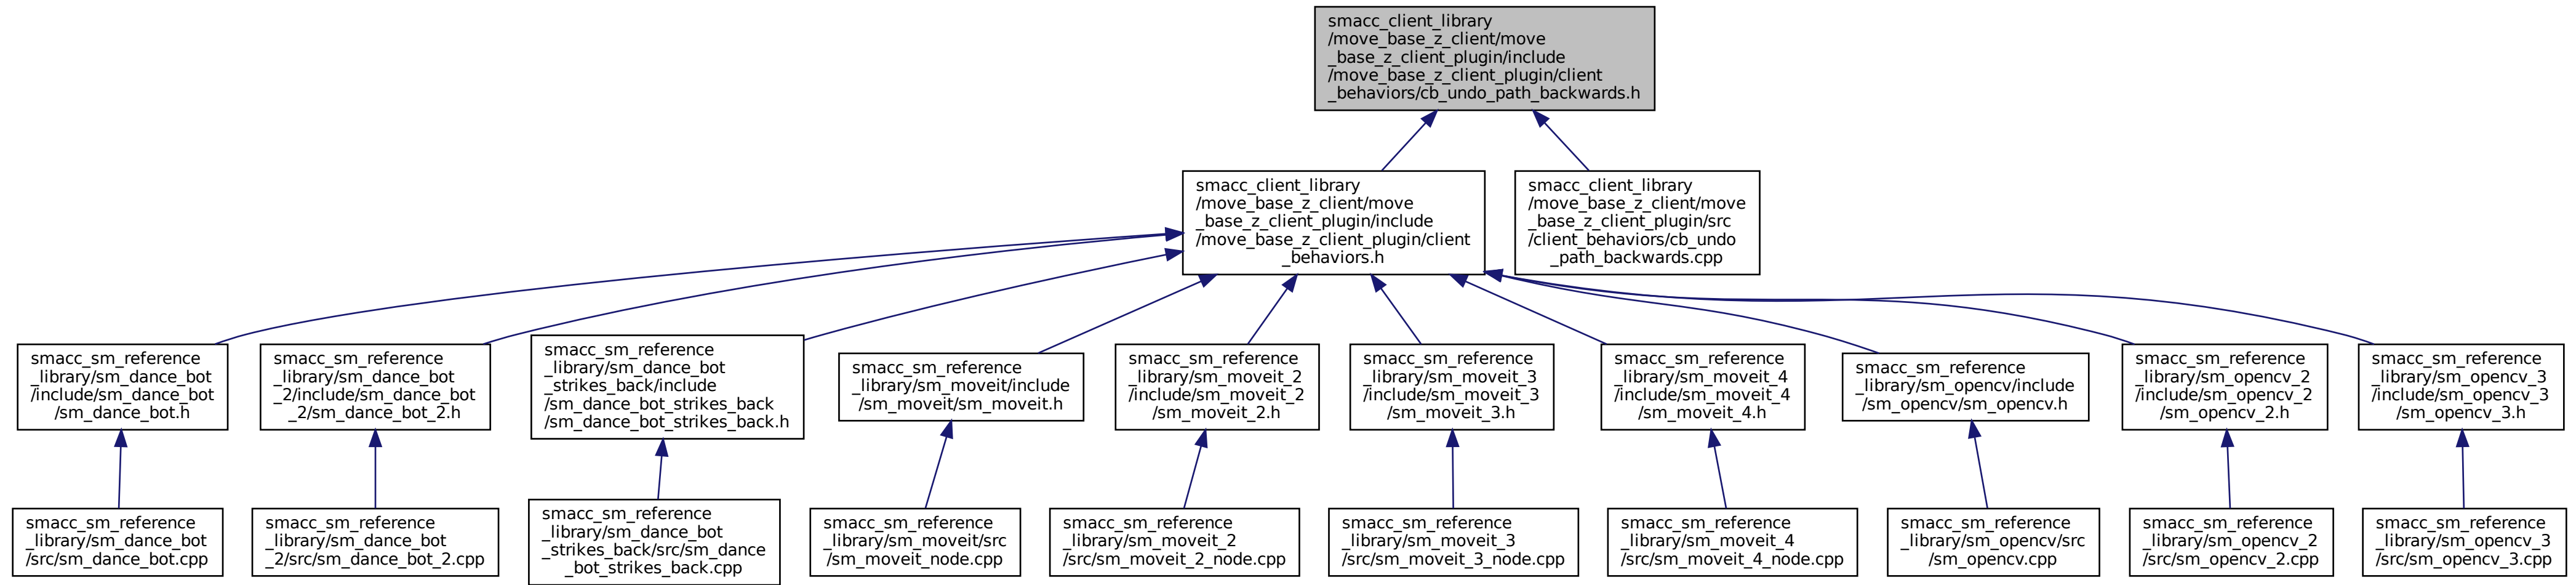 smacc_client_library
/move_base_z_client/move
_base_z_client_plugin/include
/move_base_z_client_plugin/client
_behaviors/cb_undo_path_backwards.h
smacc_client_library
/move_base_z_client/move
_base_z_client_plugin/include
/move_base_z_client_plugin/client
_behaviors.h
smacc_client_library
/move_base_z_client/move
_base_z_client_plugin/src
/client_behaviors/cb_undo
_path_backwards.cpp
smacc_sm_reference
_library/sm_dance_bot
/include/sm_dance_bot
/sm_dance_bot.h
smacc_sm_reference
_library/sm_dance_bot
_2/include/sm_dance_bot
_2/sm_dance_bot_2.h
smacc_sm_reference
_library/sm_dance_bot
_strikes_back/include
/sm_dance_bot_strikes_back
/sm_dance_bot_strikes_back.h
smacc_sm_reference
_library/sm_moveit/include
/sm_moveit/sm_moveit.h
smacc_sm_reference
_library/sm_moveit_2
/include/sm_moveit_2
/sm_moveit_2.h
smacc_sm_reference
_library/sm_moveit_3
/include/sm_moveit_3
/sm_moveit_3.h
smacc_sm_reference
_library/sm_moveit_4
/include/sm_moveit_4
/sm_moveit_4.h
smacc_sm_reference
_library/sm_opencv/include
/sm_opencv/sm_opencv.h
smacc_sm_reference
_library/sm_opencv_2
/include/sm_opencv_2
/sm_opencv_2.h
smacc_sm_reference
_library/sm_opencv_3
/include/sm_opencv_3
/sm_opencv_3.h
smacc_sm_reference
_library/sm_dance_bot
/src/sm_dance_bot.cpp
smacc_sm_reference
_library/sm_dance_bot
_2/src/sm_dance_bot_2.cpp
smacc_sm_reference
_library/sm_dance_bot
_strikes_back/src/sm_dance
_bot_strikes_back.cpp
smacc_sm_reference
_library/sm_moveit/src
/sm_moveit_node.cpp
smacc_sm_reference
_library/sm_moveit_2
/src/sm_moveit_2_node.cpp
smacc_sm_reference
_library/sm_moveit_3
/src/sm_moveit_3_node.cpp
smacc_sm_reference
_library/sm_moveit_4
/src/sm_moveit_4_node.cpp
smacc_sm_reference
_library/sm_opencv/src
/sm_opencv.cpp
smacc_sm_reference
_library/sm_opencv_2
/src/sm_opencv_2.cpp
smacc_sm_reference
_library/sm_opencv_3
/src/sm_opencv_3.cpp